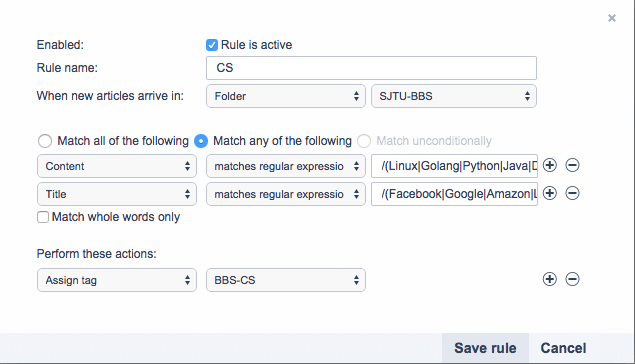 ×
Enabled: Rule is active
Rule name: CS
When new articles arrive in: Folder SJTU-BBS
Match all of the following Match any of the following Match unconditionally
Content matches regular expressio /(Linux|Golang|Python|Java|D
Title matches regular expressio /(Facebook|Google|Amazon|L
Match whole words only
Perform these actions:
Assign tag BBS-CS
Save rule Cancel